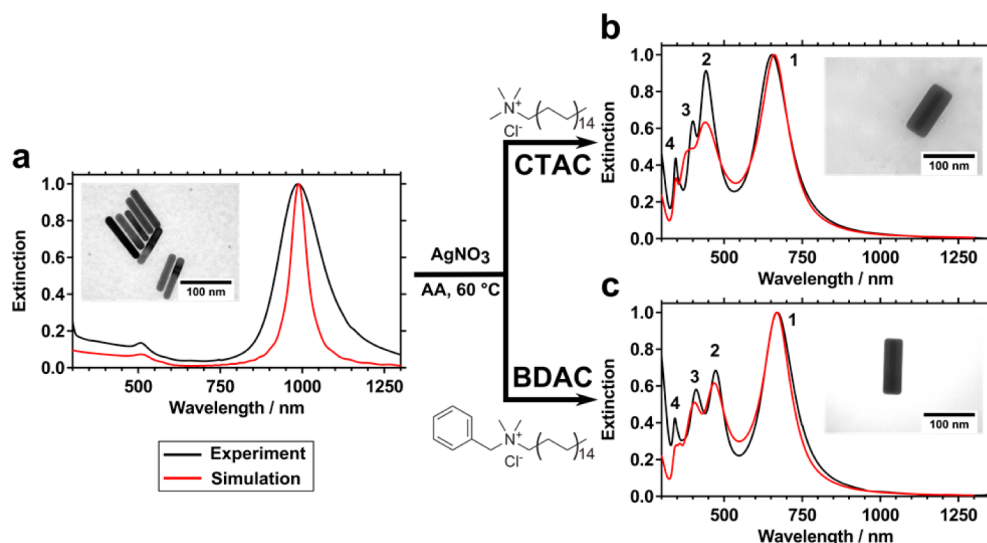 a
Extinction
1.0
0.8
0.6
0.4
0.2
0.0
100 nm
500
750
1000
1250
Wavelength / nm
Experiment
Simulation
N+
Cl-
14
CTAC
AgNO3
AA, 60 °C
BDAC
N+
Cl-
14
b
Extinction
1.0
0.8
0.6
0.4
0.2
0.0
1
2
3
4
100 nm
500
750
1000
1250
Wavelength / nm
c
Extinction
1.0
0.8
0.6
0.4
0.2
0.0
1
2
3
4
100 nm
500
750
1000
1250
Wavelength / nm